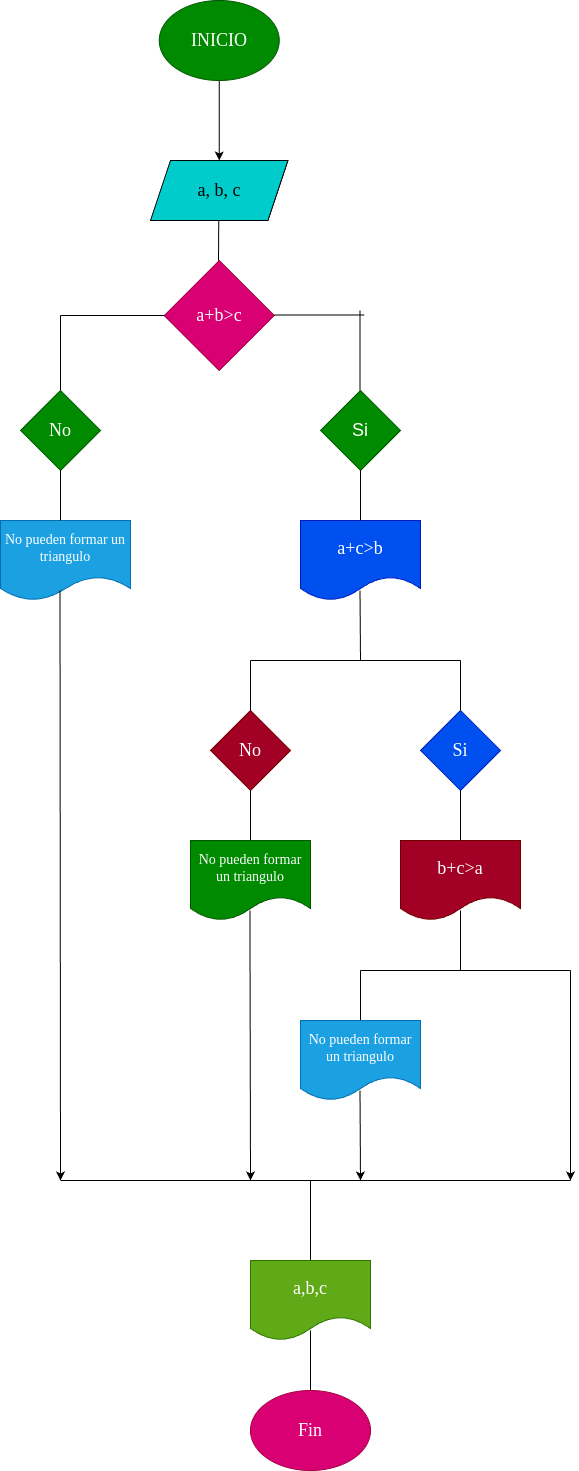 INICIO
a, b, c
a+b>c
No
Si
No pueden formar un
triangulo
a+c>b
No
Si
No pueden formar
un triangulo
b+c>a
No pueden formar
un triangulo
a,b,c
Fin